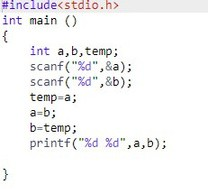 #include<stdio.h>
int main ()
{
    int a,b,temp;
    scanf("%d",&a);
    scanf("%d",&b);
    temp=a;
    a=b;
    b=temp;
    printf("%d %d",a,b);

}